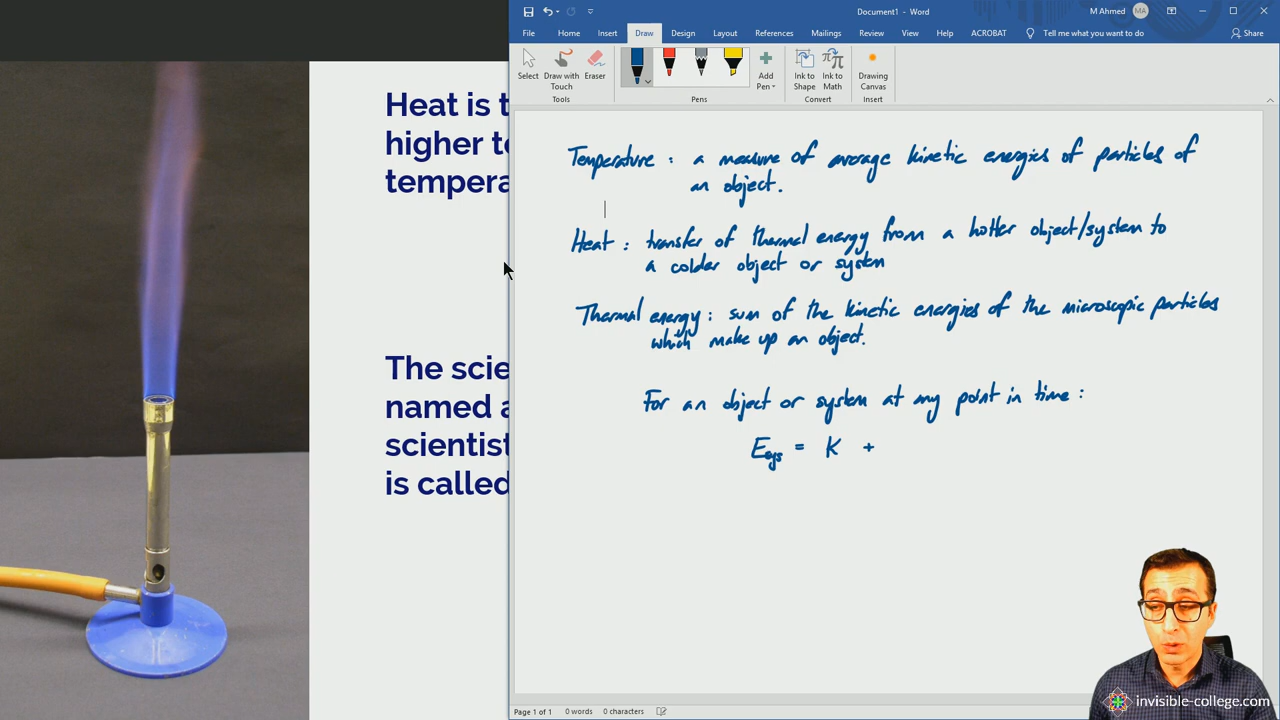 Document1 - Word
M Ahmed
MA
File Home Insert Draw Design Layout References Mailings Review View Help ACROBAT Tell me what you want to do Share
Select
Draw with Touch
Eraser
Add Pen
Ink to Shape
Ink to Math
Drawing Canvas
Tools Pens Convert Insert
Heat is t
higher te
tempera
The scie
named a
scientist
is called
Temperature : a measure of average kinetic energies of particles of
an object.
Heat : transfer of thermal energy from a hotter object/system to
a colder object or system
Thermal energy : sum of the kinetic energies of the microscopic particles
which make up an object.
For an object or system at any point in time :
Esys = K +
Page 1 of 1 0 words 0 characters
invisible-college.com